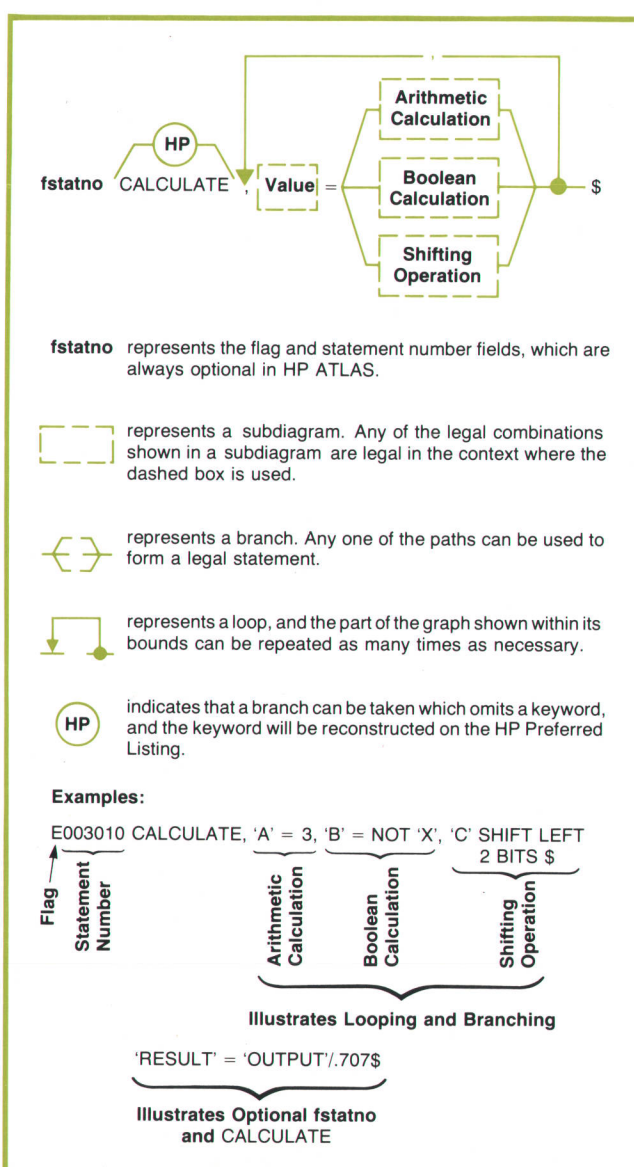 ,
Arithmetic
Calculation
HP
fstatno CALCULATE , Value = Boolean
Calculation
$
Shifting
Operation
fstatno represents the flag and statement number fields, which are
always optional in HP ATLAS.
represents a subdiagram. Any of the legal combinations
shown in a subdiagram are legal in the context where the
dashed box is used.
represents a branch. Any one of the paths can be used to
form a legal statement.
represents a loop, and the part of the graph shown within its
bounds can be repeated as many times as necessary.
HP indicates that a branch can be taken which omits a keyword,
and the keyword will be reconstructed on the HP Preferred
Listing.
Examples:
E003010 CALCULATE, ‘A’ = 3, ‘B’ = NOT ‘X’, ‘C’ SHIFT LEFT
2 BITS $
Flag
Statement
Number
Arithmetic
Calculation
Boolean
Calculation
Shifting
Operation
Illustrates Looping and Branching
‘RESULT’ = ‘OUTPUT’/.707$
Illustrates Optional fstatno
and CALCULATE